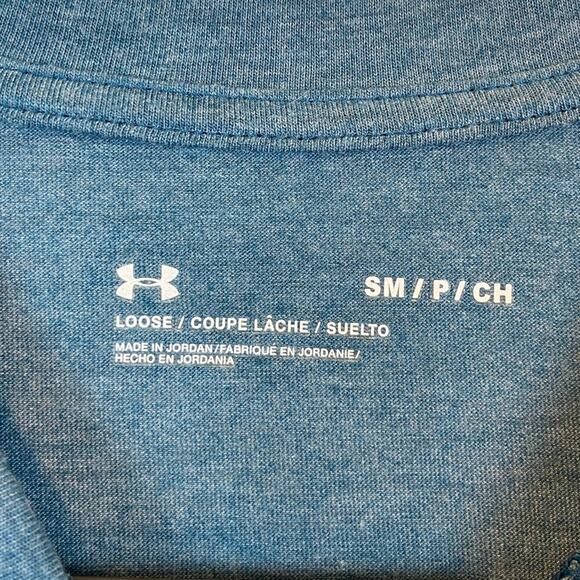 SM / P / CH
LOOSE / COUPE LÂCHE / SUELTO
MADE IN JORDAN/FABRIQUE EN JORDANIE/
HECHO EN JORDANIA